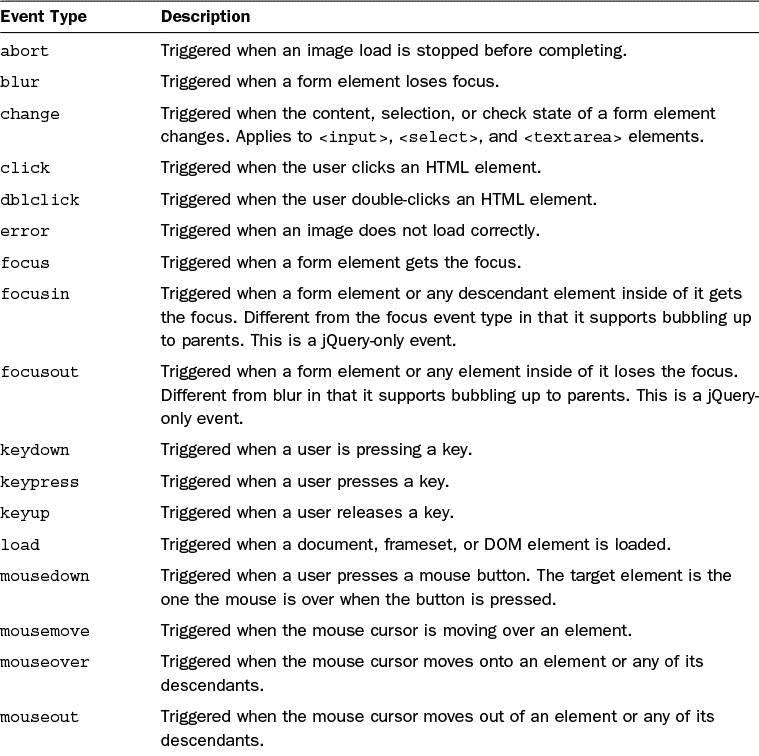 Event Type Description
abort Triggered when an image load is stopped before completing.
blur Triggered when a form element loses focus.
change Triggered when the content, selection, or check state of a form element
changes. Applies to <input>, <select>, and <textarea> elements.
click Triggered when the user clicks an HTML element.
dblclick Triggered when the user double-clicks an HTML element.
error Triggered when an image does not load correctly.
focus Triggered when a form element gets the focus.
focusin Triggered when a form element or any descendant element inside of it gets
the focus. Different from the focus event type in that it supports bubbling up
to parents. This is a jQuery-only event.
focusout Triggered when a form element or any element inside of it loses the focus.
Different from blur in that it supports bubbling up to parents. This is a jQuery-
only event.
keydown Triggered when a user is pressing a key.
keypress Triggered when a user presses a key.
keyup Triggered when a user releases a key.
load Triggered when a document, frameset, or DOM element is loaded.
mousedown Triggered when a user presses a mouse button. The target element is the
one the mouse is over when the button is pressed.
mousemove Triggered when the mouse cursor is moving over an element.
mouseover Triggered when the mouse cursor moves onto an element or any of its
descendants.
mouseout Triggered when the mouse cursor moves out of an element or any of its
descendants.